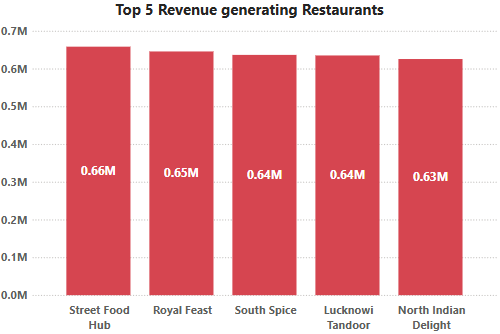 Top 5 Revenue generating Restaurants
0.7M
0.6M
0.5M
0.4M
0.3M
0.2M
0.1M
0.0M
0.66M
0.65M
0.64M
0.64M
0.63M
Street Food
Hub
Royal Feast
South Spice
Lucknowi
Tandoor
North Indian
Delight